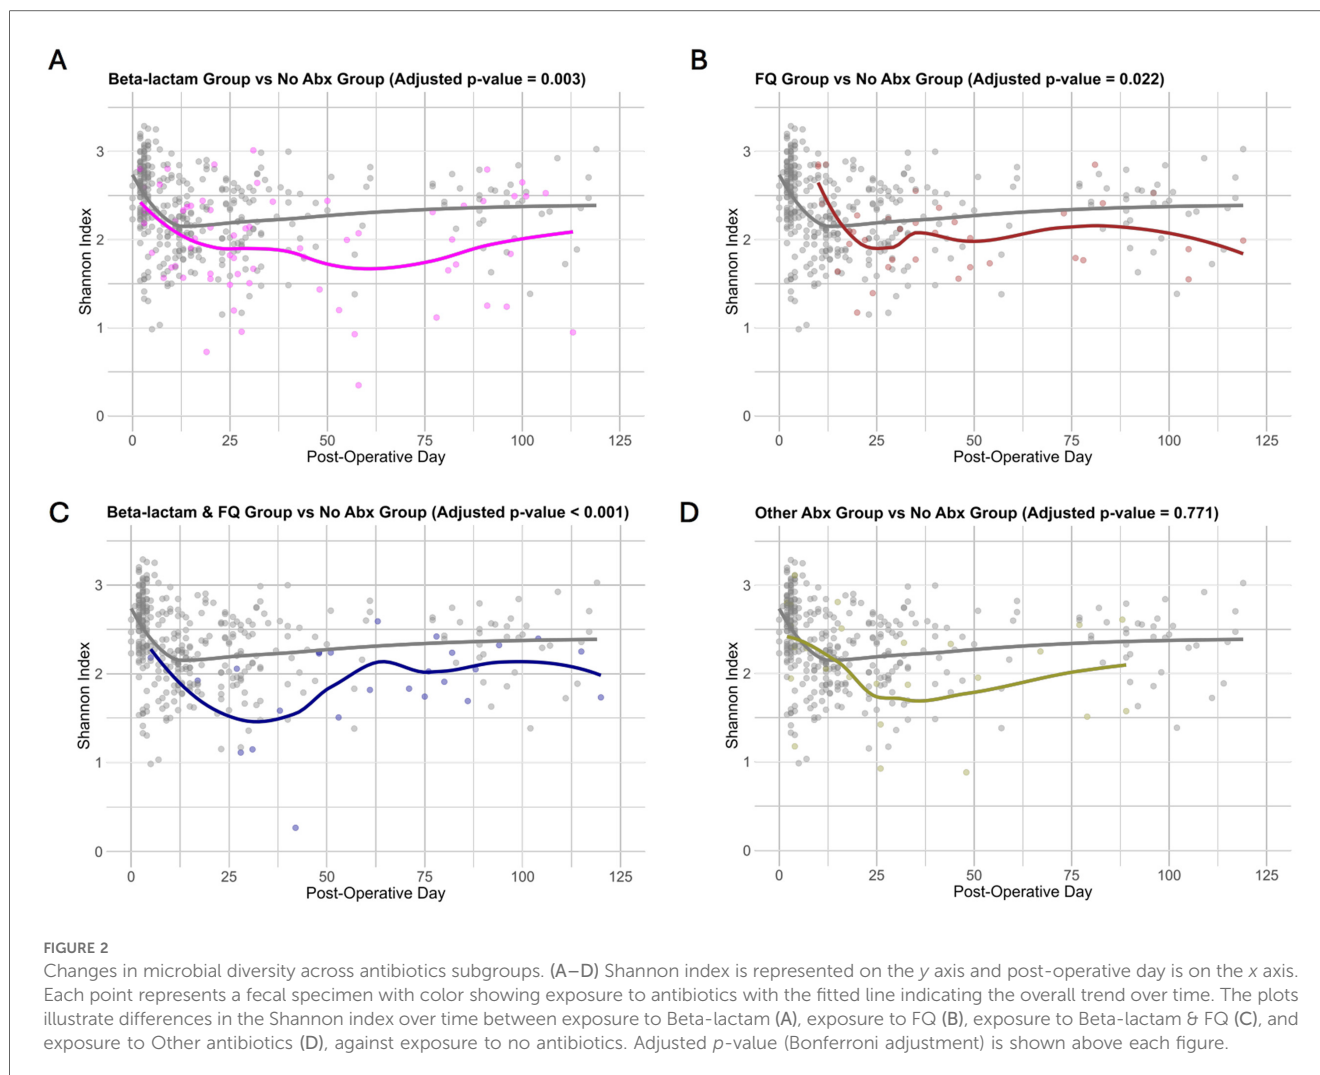 A
Beta-lactam Group vs No Abx Group (Adjusted p-value = 0.003)
Shannon Index
3
2
1
0
0 25 50 75 100 125
Post-Operative Day
B
FQ Group vs No Abx Group (Adjusted p-value = 0.022)
Shannon Index
3
2
1
0
0 25 50 75 100 125
Post-Operative Day
C
Beta-lactam & FQ Group vs No Abx Group (Adjusted p-value < 0.001)
Shannon Index
3
2
1
0
0 25 50 75 100 125
Post-Operative Day
D
Other Abx Group vs No Abx Group (Adjusted p-value = 0.771)
Shannon Index
3
2
1
0
0 25 50 75 100 125
Post-Operative Day
FIGURE 2
Changes in microbial diversity across antibiotics subgroups. (A–D) Shannon index is represented on the y axis and post-operative day is on the x axis.
Each point represents a fecal specimen with color showing exposure to antibiotics with the fitted line indicating the overall trend over time. The plots
illustrate differences in the Shannon index over time between exposure to Beta-lactam (A), exposure to FQ (B), exposure to Beta-lactam & FQ (C), and
exposure to Other antibiotics (D), against exposure to no antibiotics. Adjusted p-value (Bonferroni adjustment) is shown above each figure.